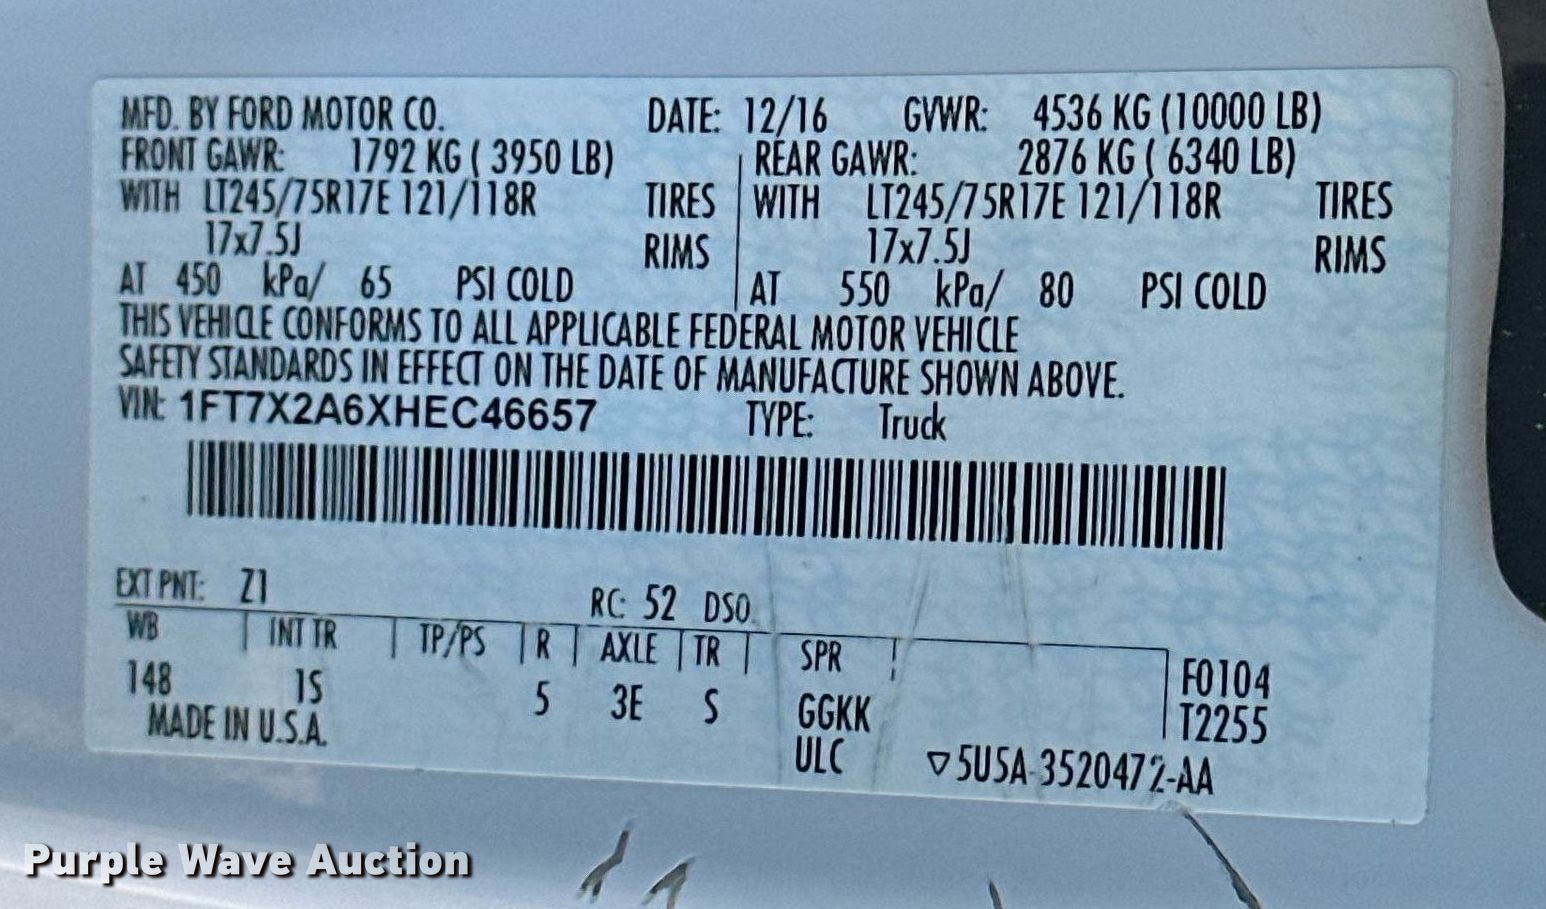 MFD. BY FORD MOTOR CO. DATE: 12/16 GVWR: 4536 KG (10000 LB)
FRONT GAWR: 1792 KG ( 3950 LB) REAR GAWR: 2876 KG ( 6340 LB)
WITH LT245/75R17E 121/118R TIRES WITH LT245/75R17E 121/118R TIRES
17x7.5J RIMS 17x7.5J RIMS
AT 450 kPa/ 65 PSI COLD AT 550 kPa/ 80 PSI COLD
THIS VEHICLE CONFORMS TO ALL APPLICABLE FEDERAL MOTOR VEHICLE
SAFETY STANDARDS IN EFFECT ON THE DATE OF MANUFACTURE SHOWN ABOVE.
VIN: 1FT7X2A6XHEC46657 TYPE: Truck
EXT PNT: Z1 RC: 52 DSO
WB INT TR TP/PS R AXLE TR SPR
148 1S 5 3E S GGKK F0104
MADE IN U.S.A. ULC T2255
▽5U5A-3520472-AA
Purple Wave Auction